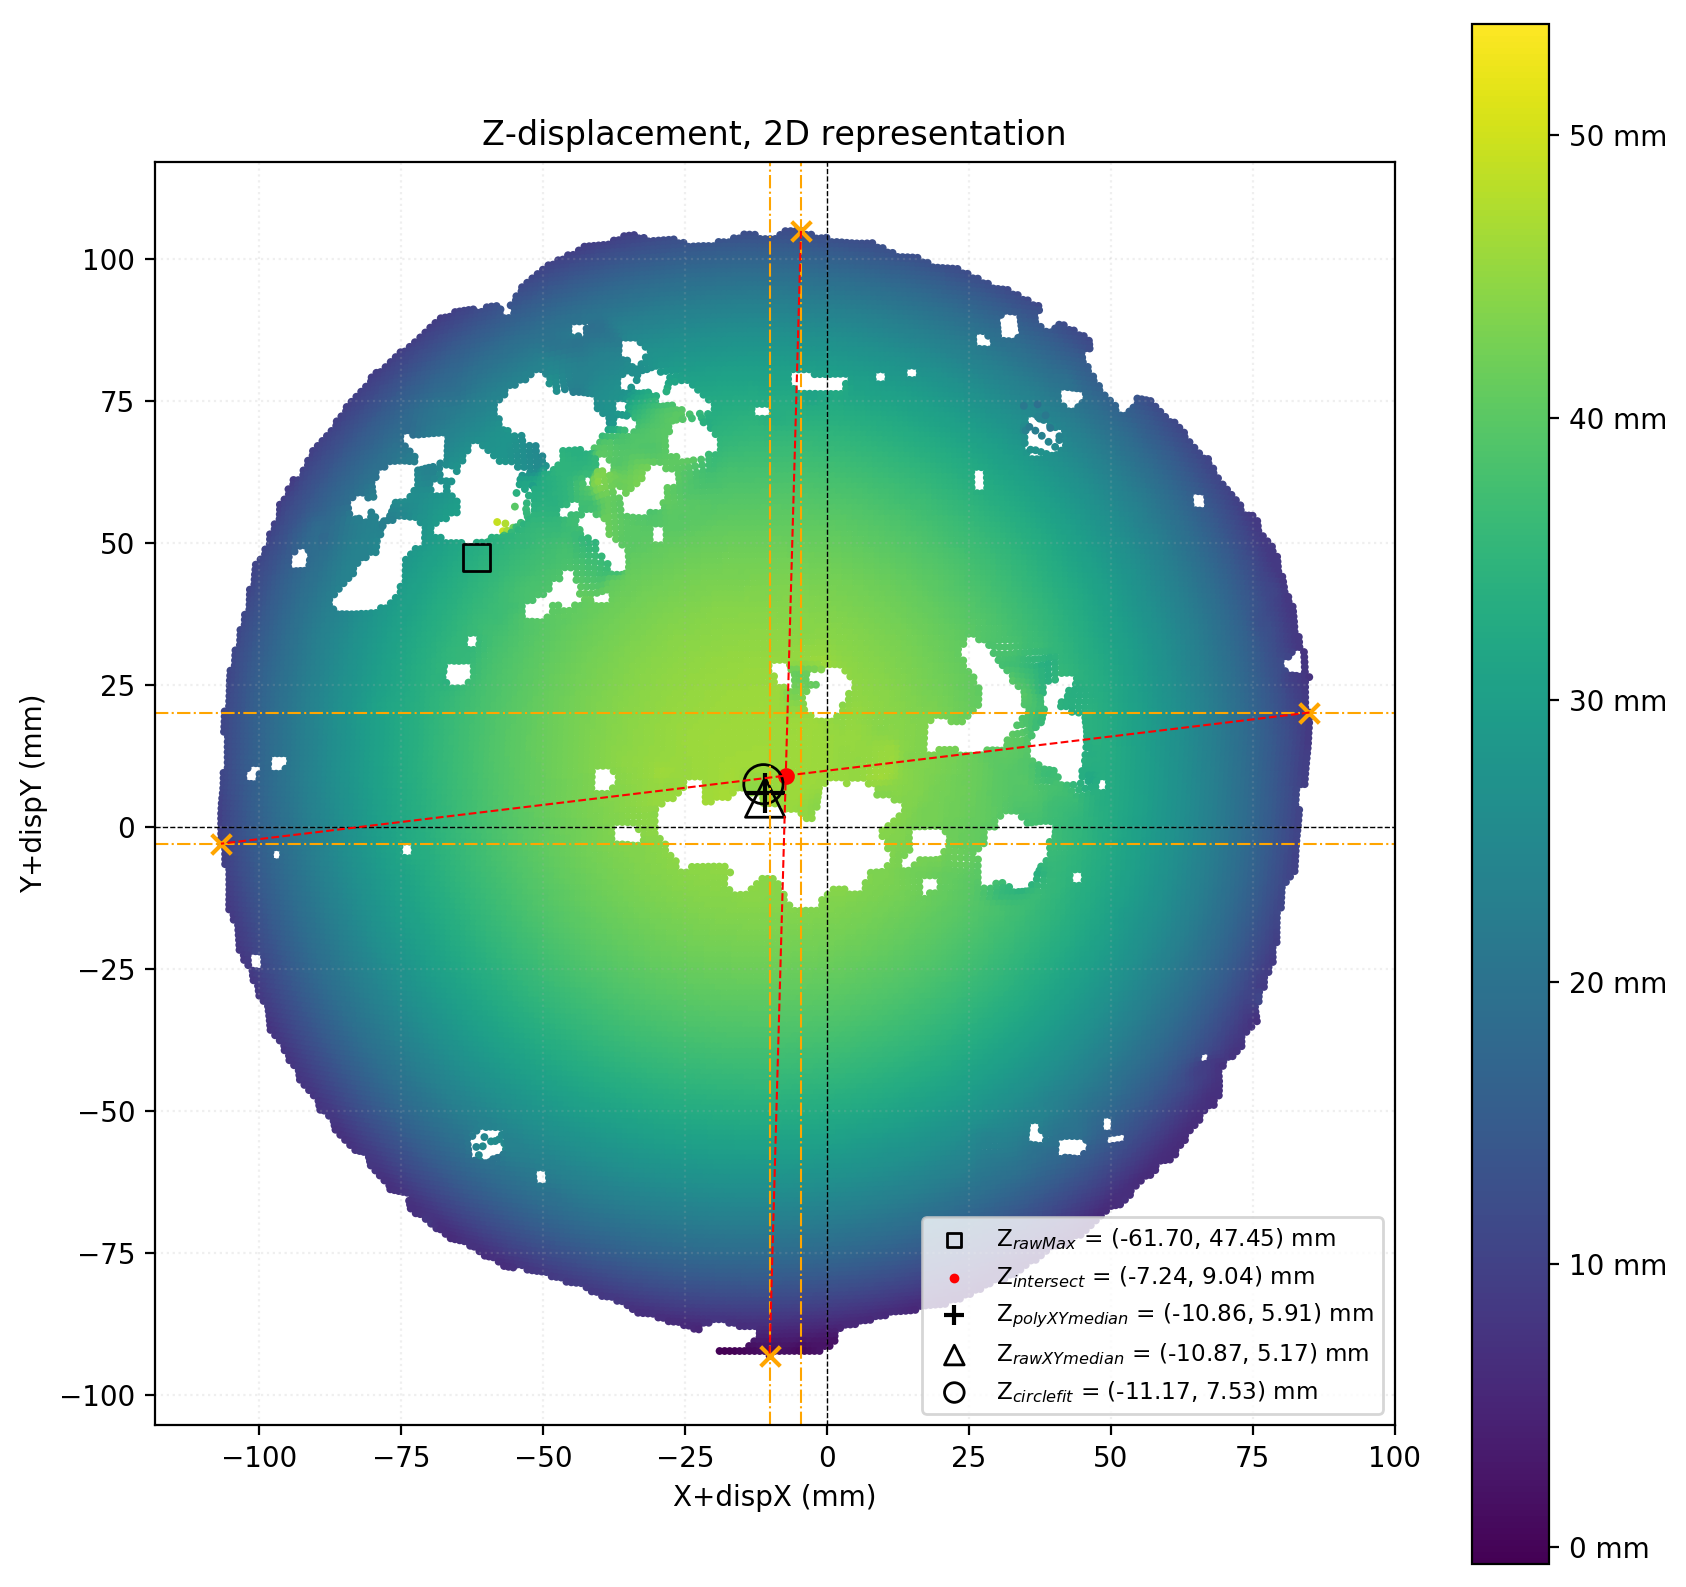 Z-displacement, 2D representation
50 mm
40 mm
30 mm
20 mm
10 mm
0 mm
Y+dispY (mm)
100
75
50
25
0
−25
−50
−75
−100
Z_rawMax = (-61.70, 47.45) mm
Z_intersect = (-7.24, 9.04) mm
Z_polyXYmedian = (-10.86, 5.91) mm
Z_rawXYmedian = (-10.87, 5.17) mm
Z_circlefit = (-11.17, 7.53) mm
−100 −75 −50 −25 0 25 50 75 100
X+dispX (mm)